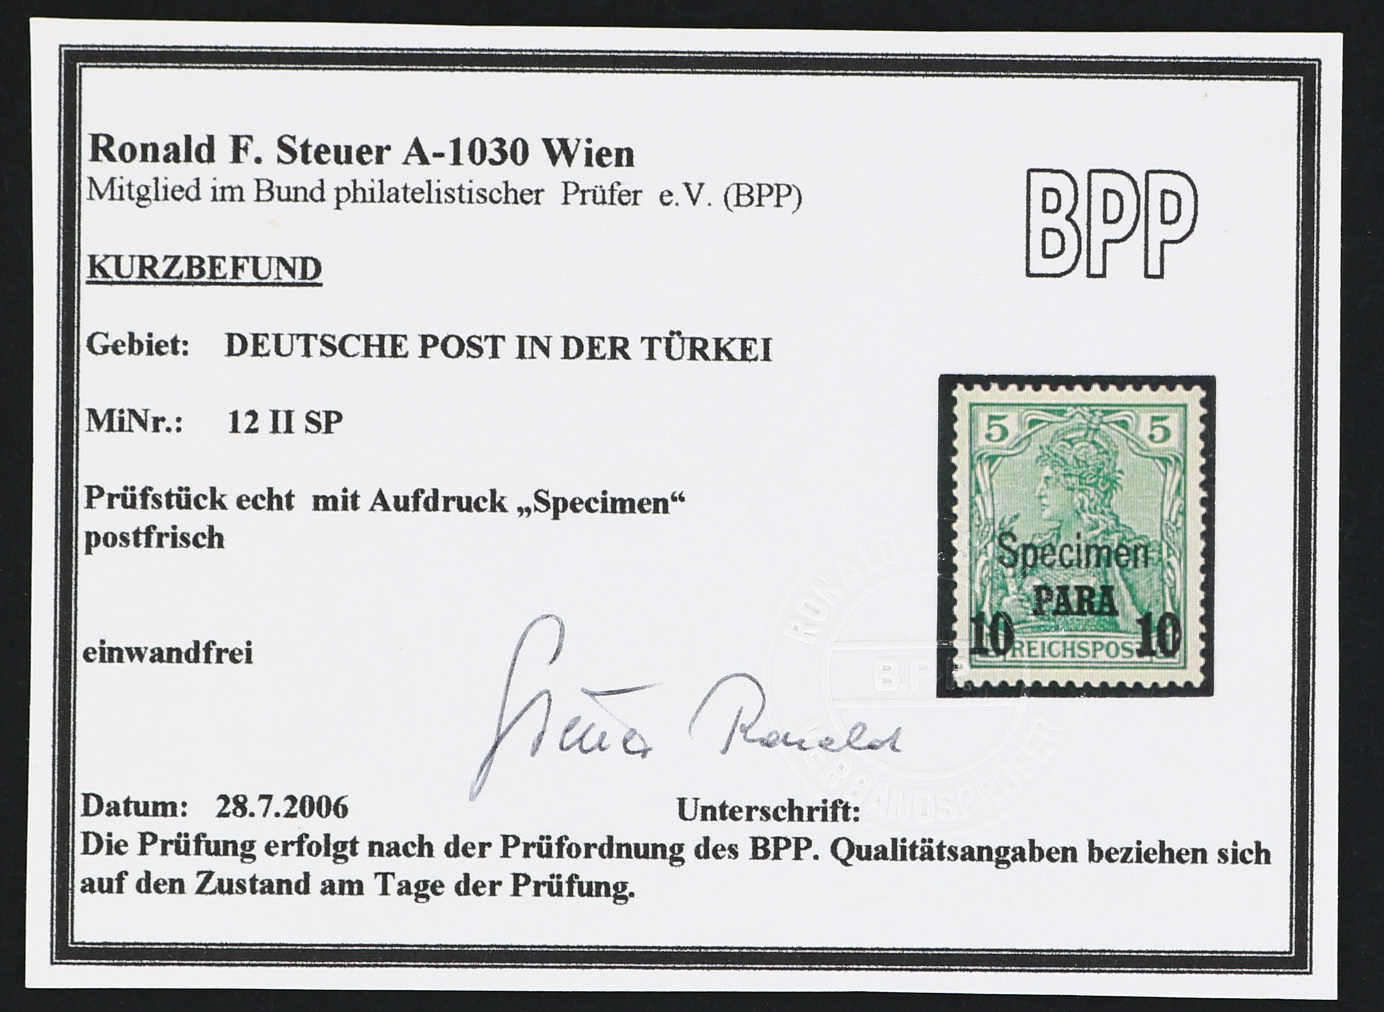 Ronald F. Steuer A-1030 Wien
Mitglied im Bund philatelistischer Prüfer e.V. (BPP)
BPP
KURZBEFUND
Gebiet: DEUTSCHE POST IN DER TÜRKEI
MiNr.: 12 II SP
5 5
Specimen
PARA
10 10
REICHSPOST
Prüfstück echt mit Aufdruck „Specimen“
postfrisch
einwandfrei
RONALD
B.P.P.
VERBANDSPRÜFER
Steuer Ronald
Datum: 28.7.2006 Unterschrift:
Die Prüfung erfolgt nach der Prüfordnung des BPP. Qualitätsangaben beziehen sich
auf den Zustand am Tage der Prüfung.